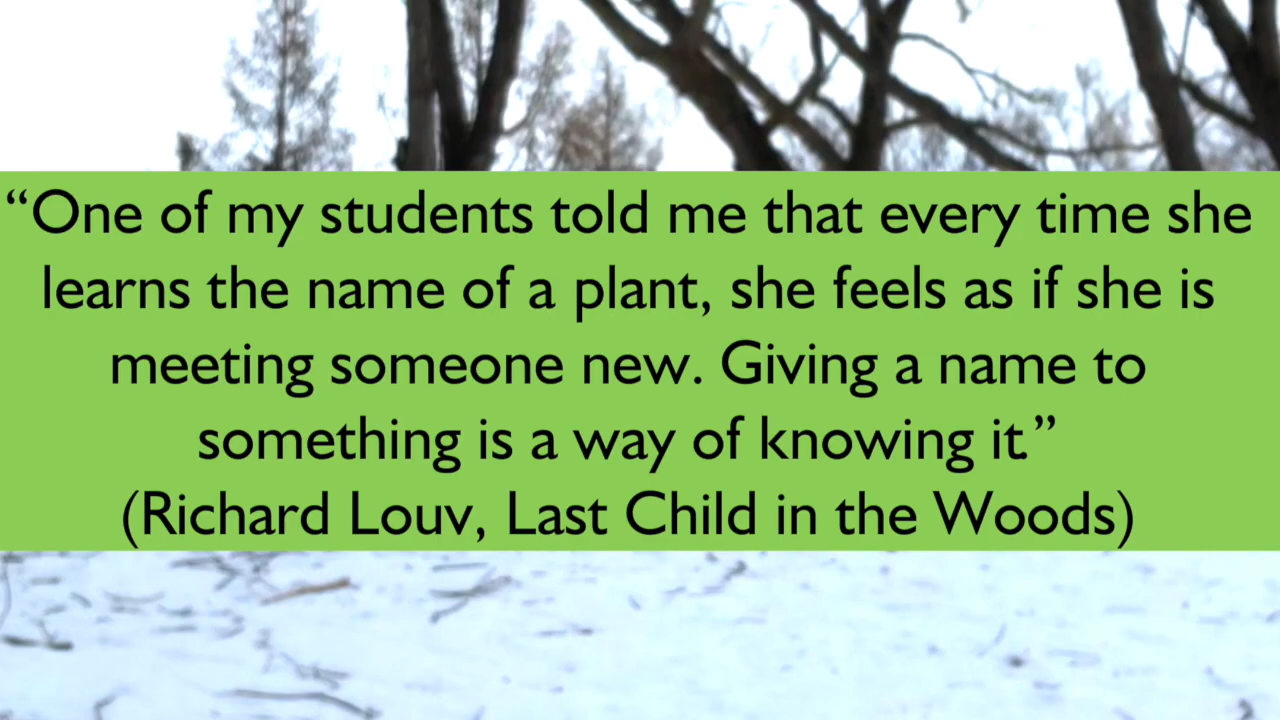 “One of my students told me that every time she
learns the name of a plant, she feels as if she is
meeting someone new. Giving a name to
something is a way of knowing it.”
(Richard Louv, Last Child in the Woods)